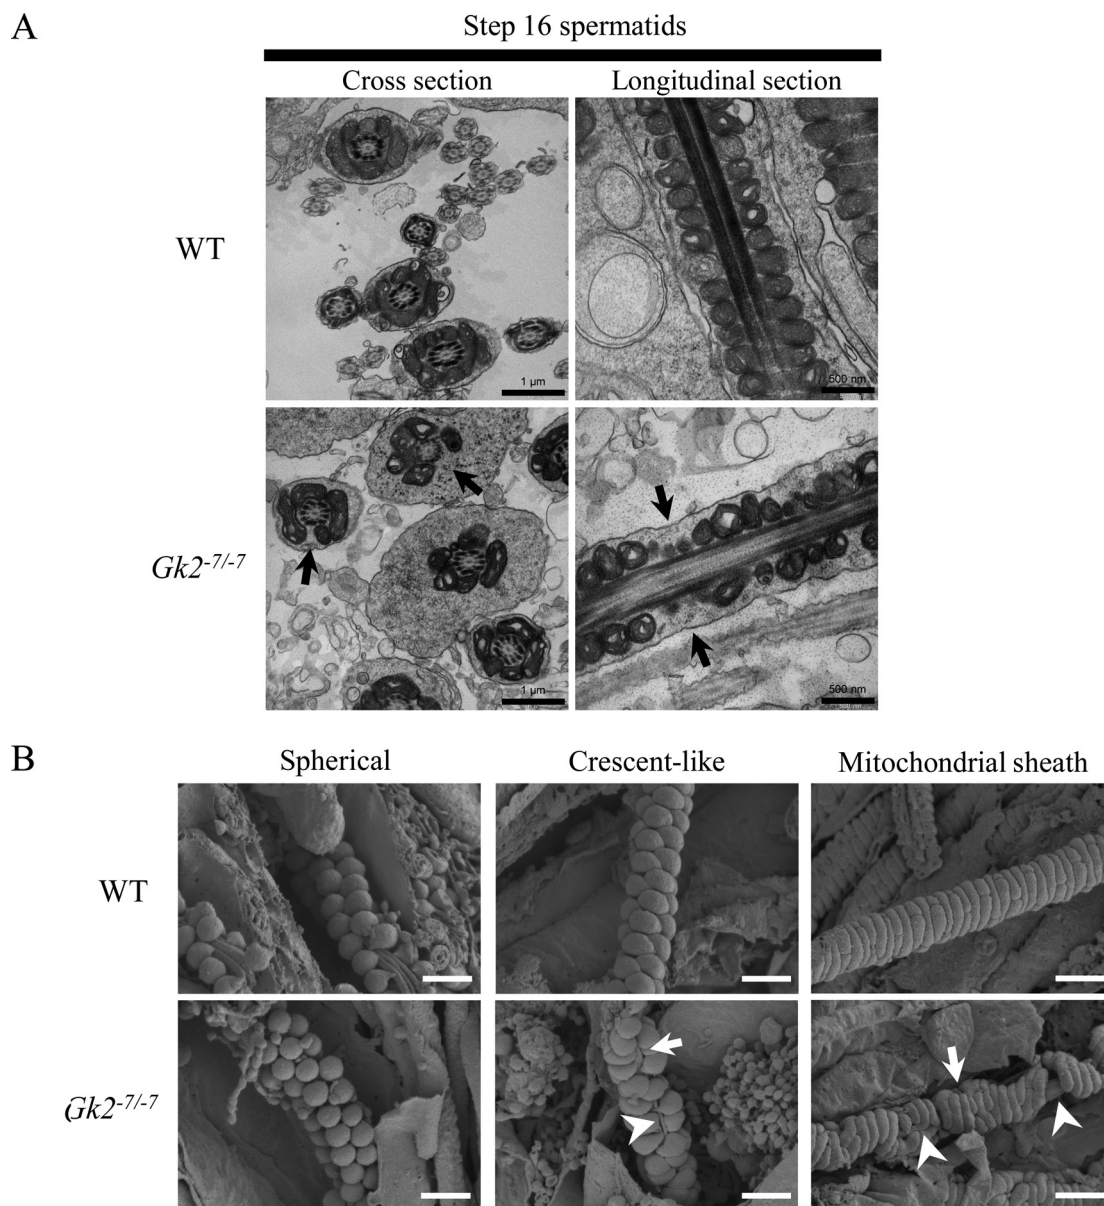 A
Step 16 spermatids
Cross section
Longitudinal section
WT
1 µm
500 nm
Gk2-7/-7
1 µm
500 nm
B
Spherical
Crescent-like
Mitochondrial sheath
WT
Gk2-7/-7